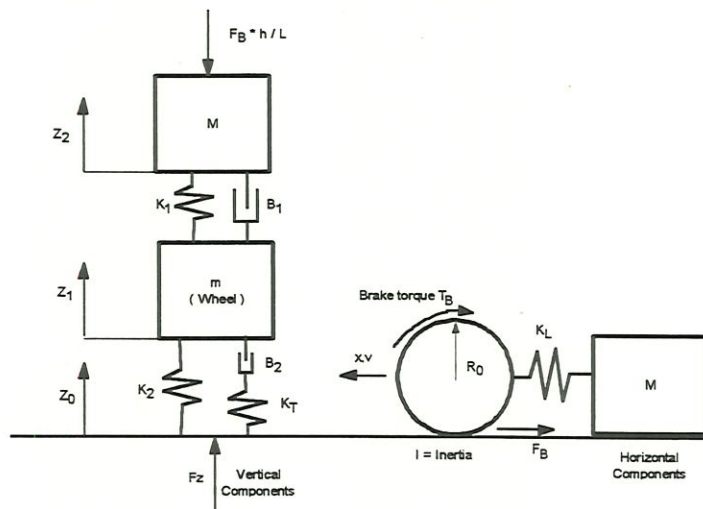 F_B * h / L
M
Z_2
K_1
B_1
m
( Wheel )
Z_1
Brake torque T_B
K_L
B_2
x,v
R_0
M
Z_0
K_2
K_T
F_B
Fz
Vertical
Components
I = Inertia
Horizontal
Components